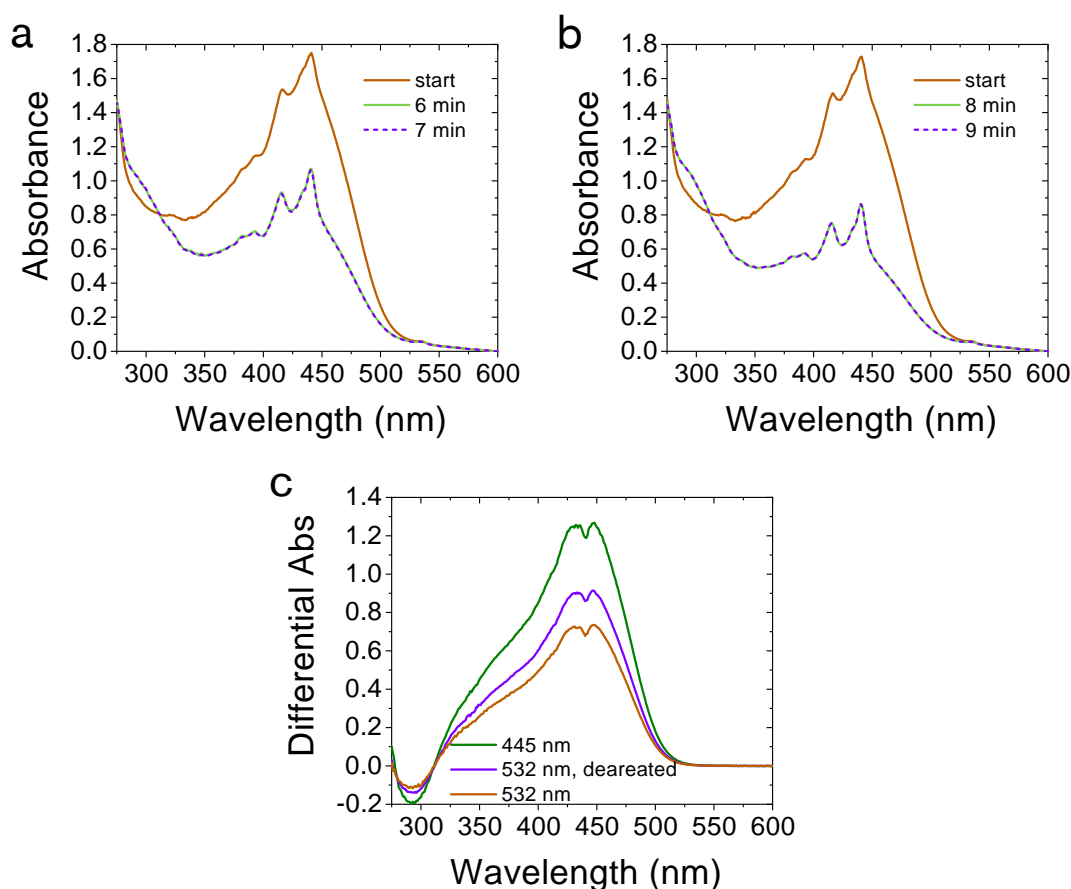 a
1.8
1.6
1.4
1.2
1.0
0.8
0.6
0.4
0.2
0.0
Absorbance
start
6 min
7 min
300 350 400 450 500 550 600
Wavelength (nm)
b
1.8
1.6
1.4
1.2
1.0
0.8
0.6
0.4
0.2
0.0
Absorbance
start
8 min
9 min
300 350 400 450 500 550 600
Wavelength (nm)
c
1.4
1.2
1.0
0.8
0.6
0.4
0.2
0.0
-0.2
Differential Abs
445 nm
532 nm, deareated
532 nm
300 350 400 450 500 550 600
Wavelength (nm)